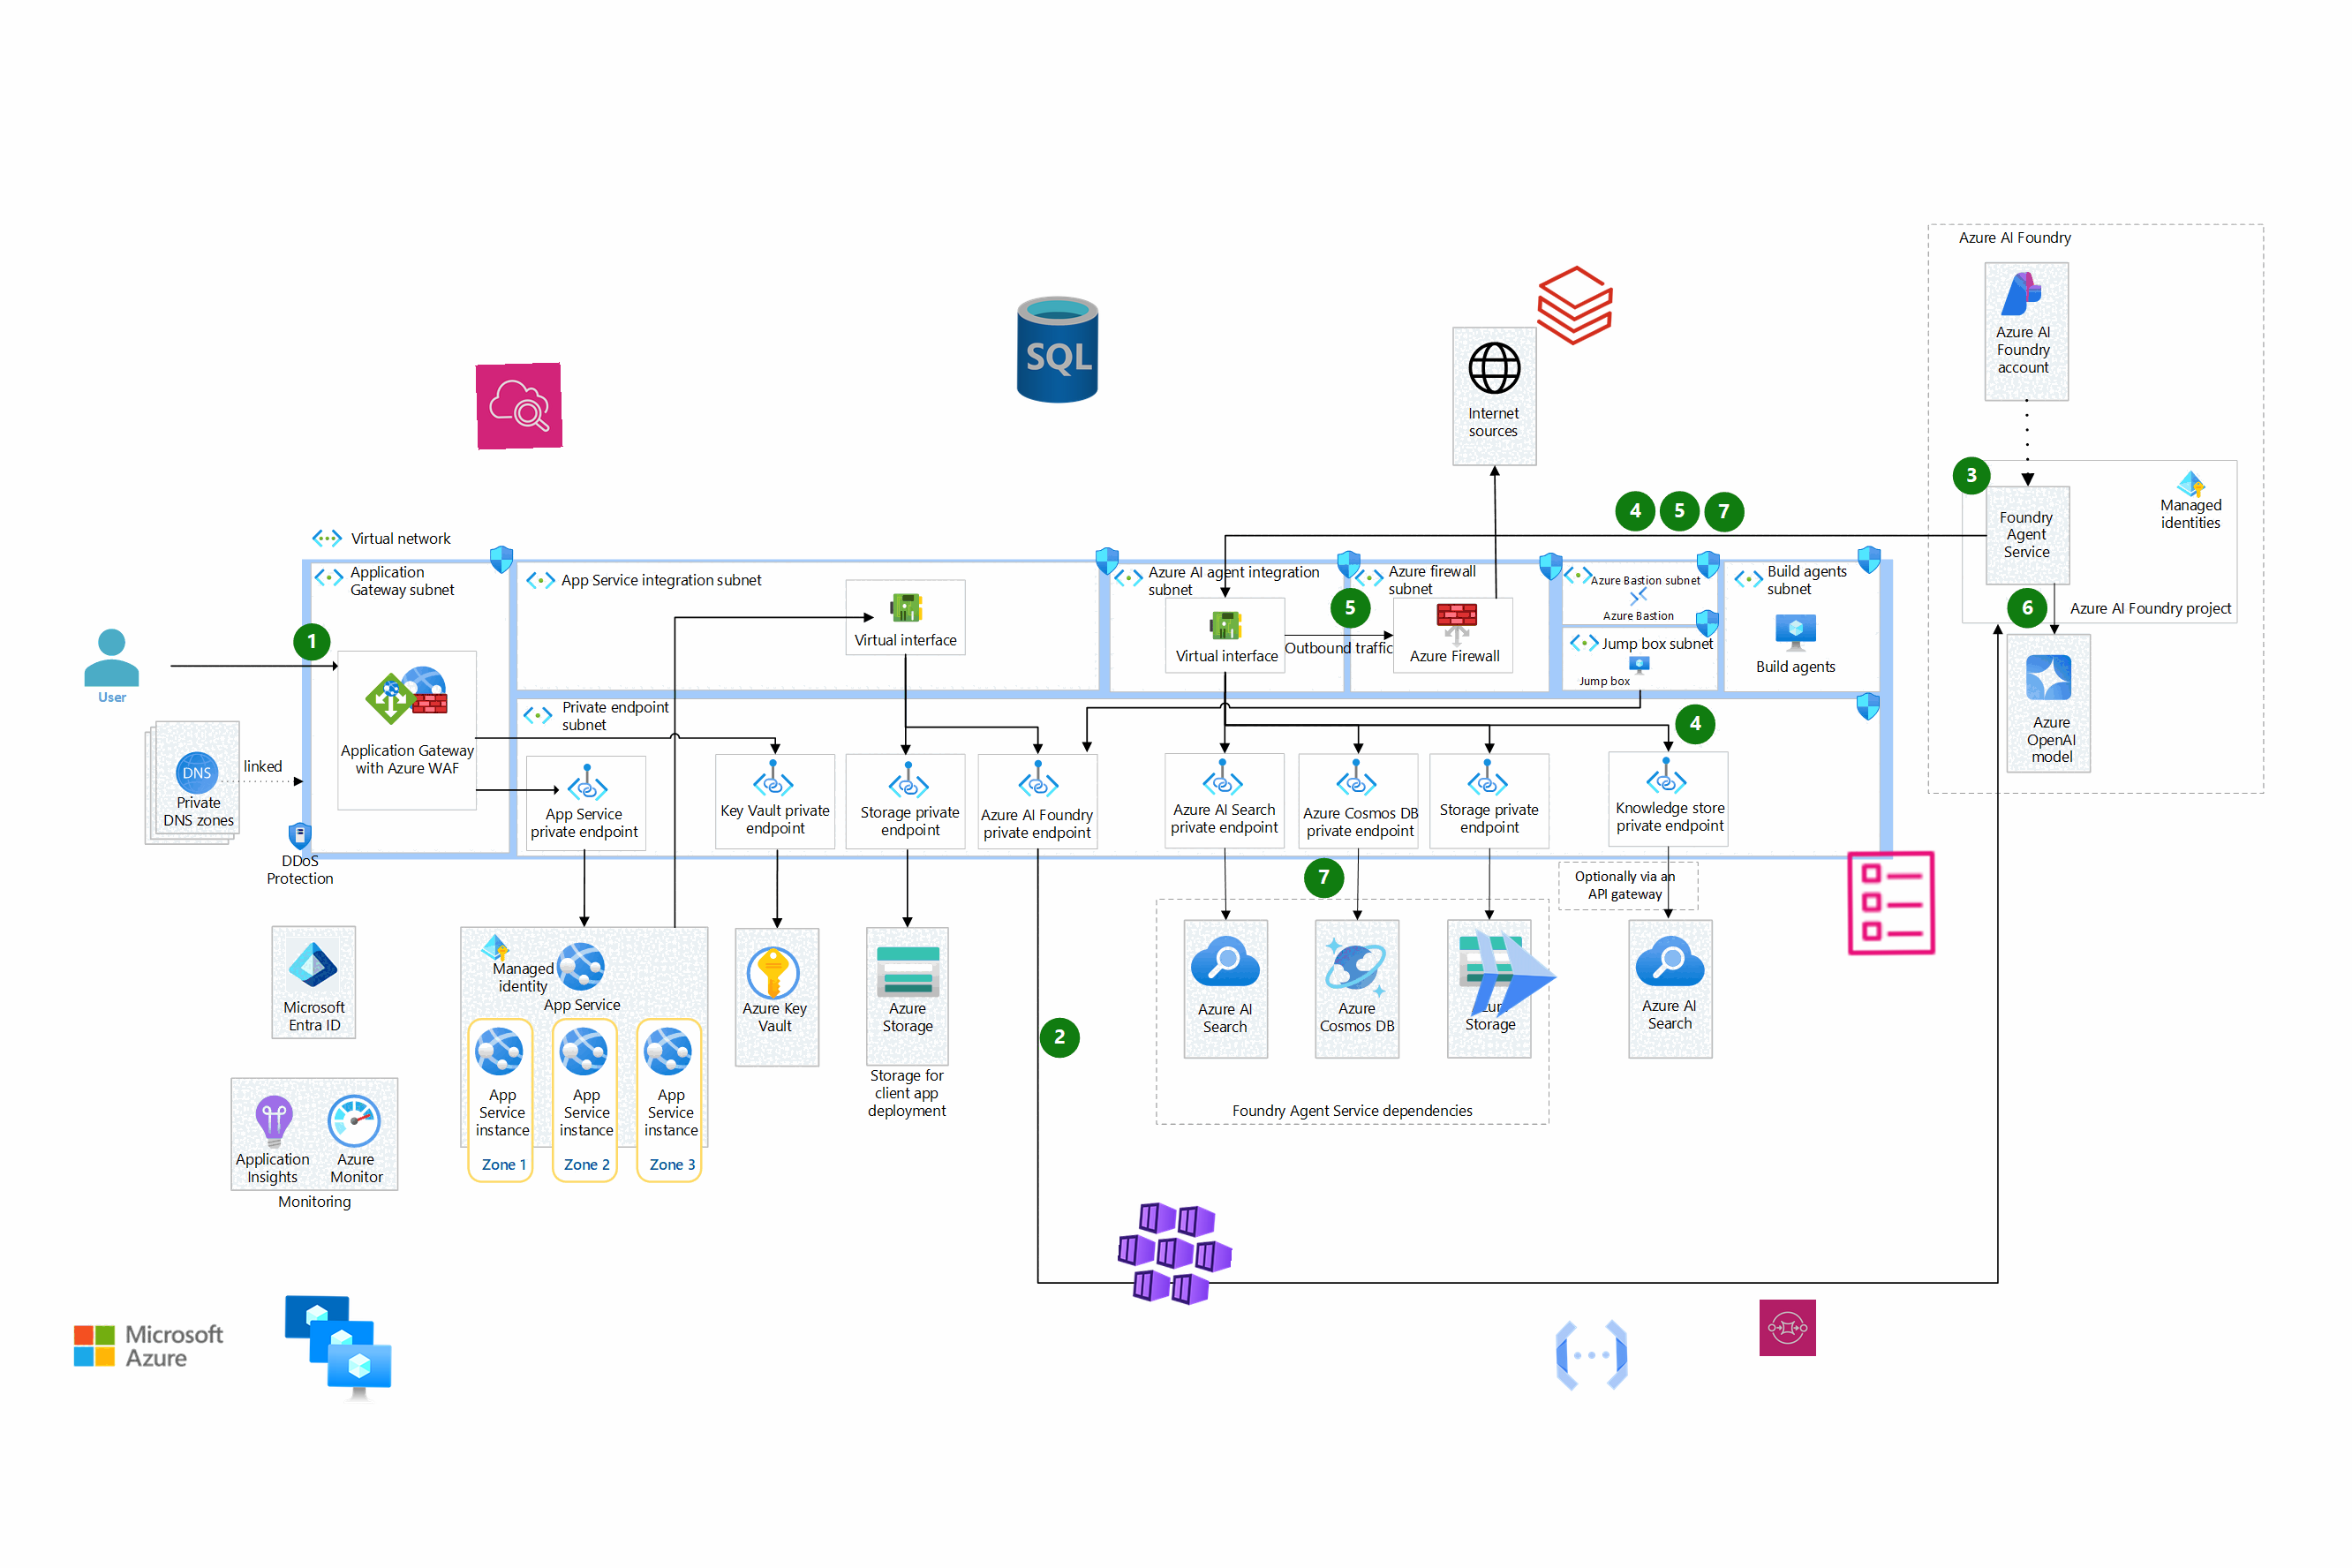 Azure AI Foundry
Azure AI
Foundry
account
SQL
Internet
sources
3
Managed
identities
Foundry
Agent
Service
4
5
7
Virtual network
Application
Gateway subnet
App Service integration subnet
Azure AI agent integration
subnet
Azure firewall
subnet
Azure Bastion subnet
Azure Bastion
Build agents
subnet
5
6
Azure AI Foundry project
1
Virtual interface
Virtual interface
Outbound traffic
Azure Firewall
Jump box subnet
Jump box
Build agents
User
Private endpoint
subnet
4
Azure
OpenAI
model
Application Gateway
with Azure WAF
linked
DNS
Private
DNS zones
App Service
private endpoint
Key Vault private
endpoint
Storage private
endpoint
Azure AI Foundry
private endpoint
Azure AI Search
private endpoint
Azure Cosmos DB
private endpoint
Storage private
endpoint
Knowledge store
private endpoint
DDoS
Protection
7
Optionally via an
API gateway
Microsoft
Entra ID
Managed
identity
App Service
Azure Key
Vault
Azure
Storage
Storage for
client app
deployment
2
Azure AI
Search
Azure
Cosmos DB
Storage
Azure AI
Search
Foundry Agent Service dependencies
App
Service
instance
Zone 1
App
Service
instance
Zone 2
App
Service
instance
Zone 3
Application
Insights
Azure
Monitor
Monitoring
Microsoft
Azure